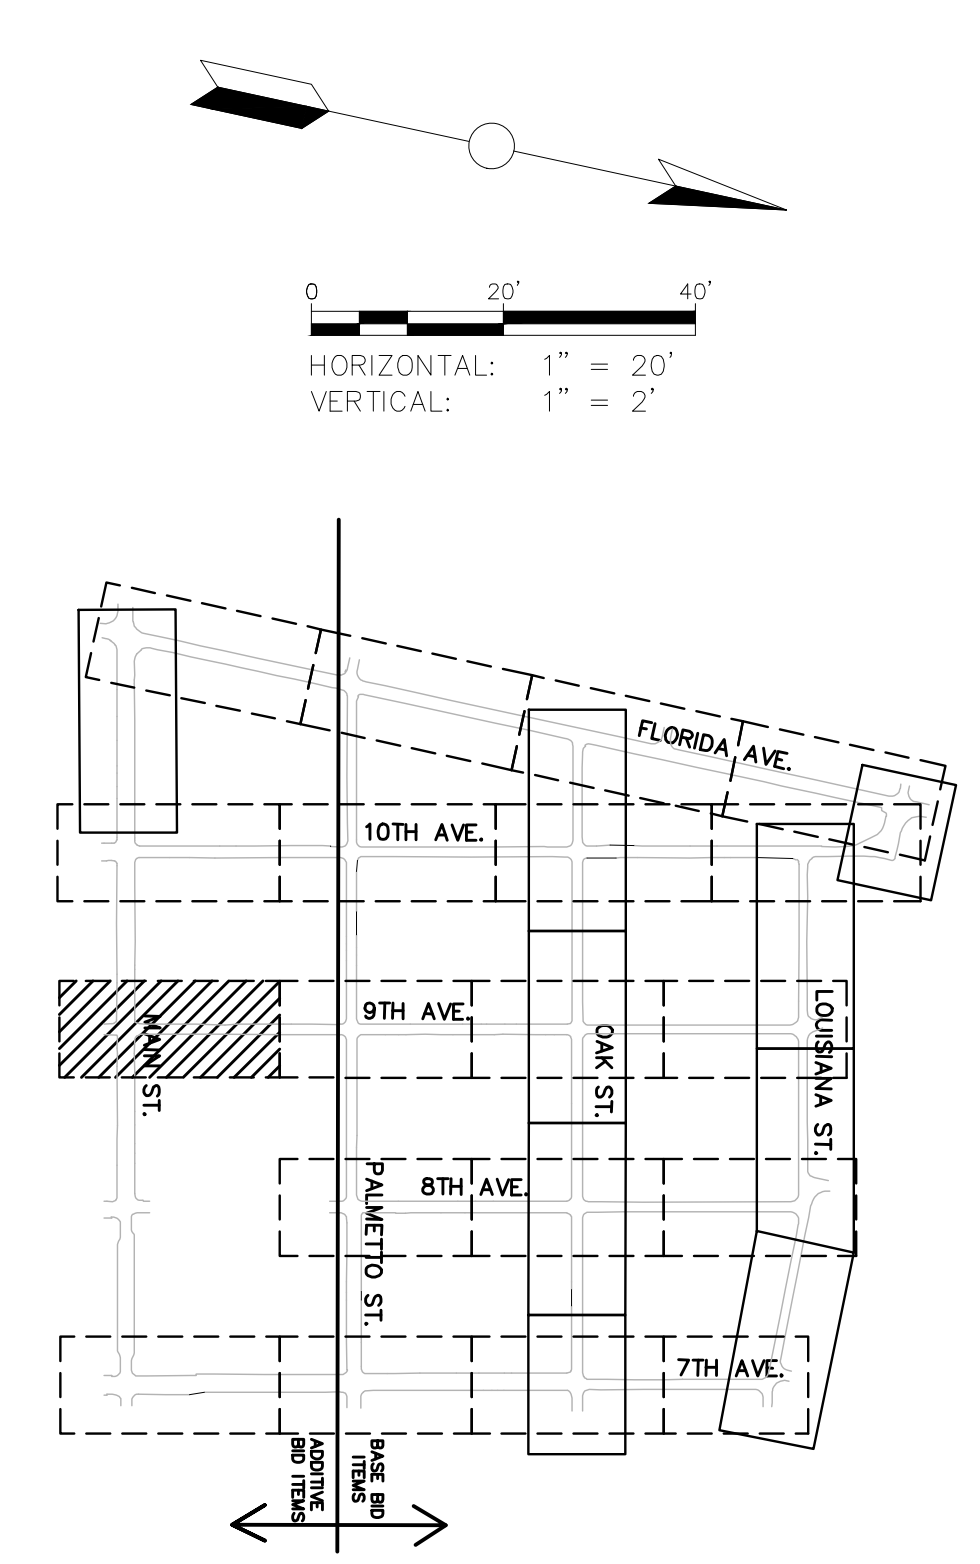 0 20' 40'
HORIZONTAL: 1" = 20'
VERTICAL: 1" = 2'
FLORIDA AVE.
10TH AVE.
9TH AVE.
MAIN ST.
OAK ST.
LOUISIANA ST.
8TH AVE.
PALMETTO ST.
7TH AVE.
ADDITIVE
BID ITEMS
BASE BID
ITEMS